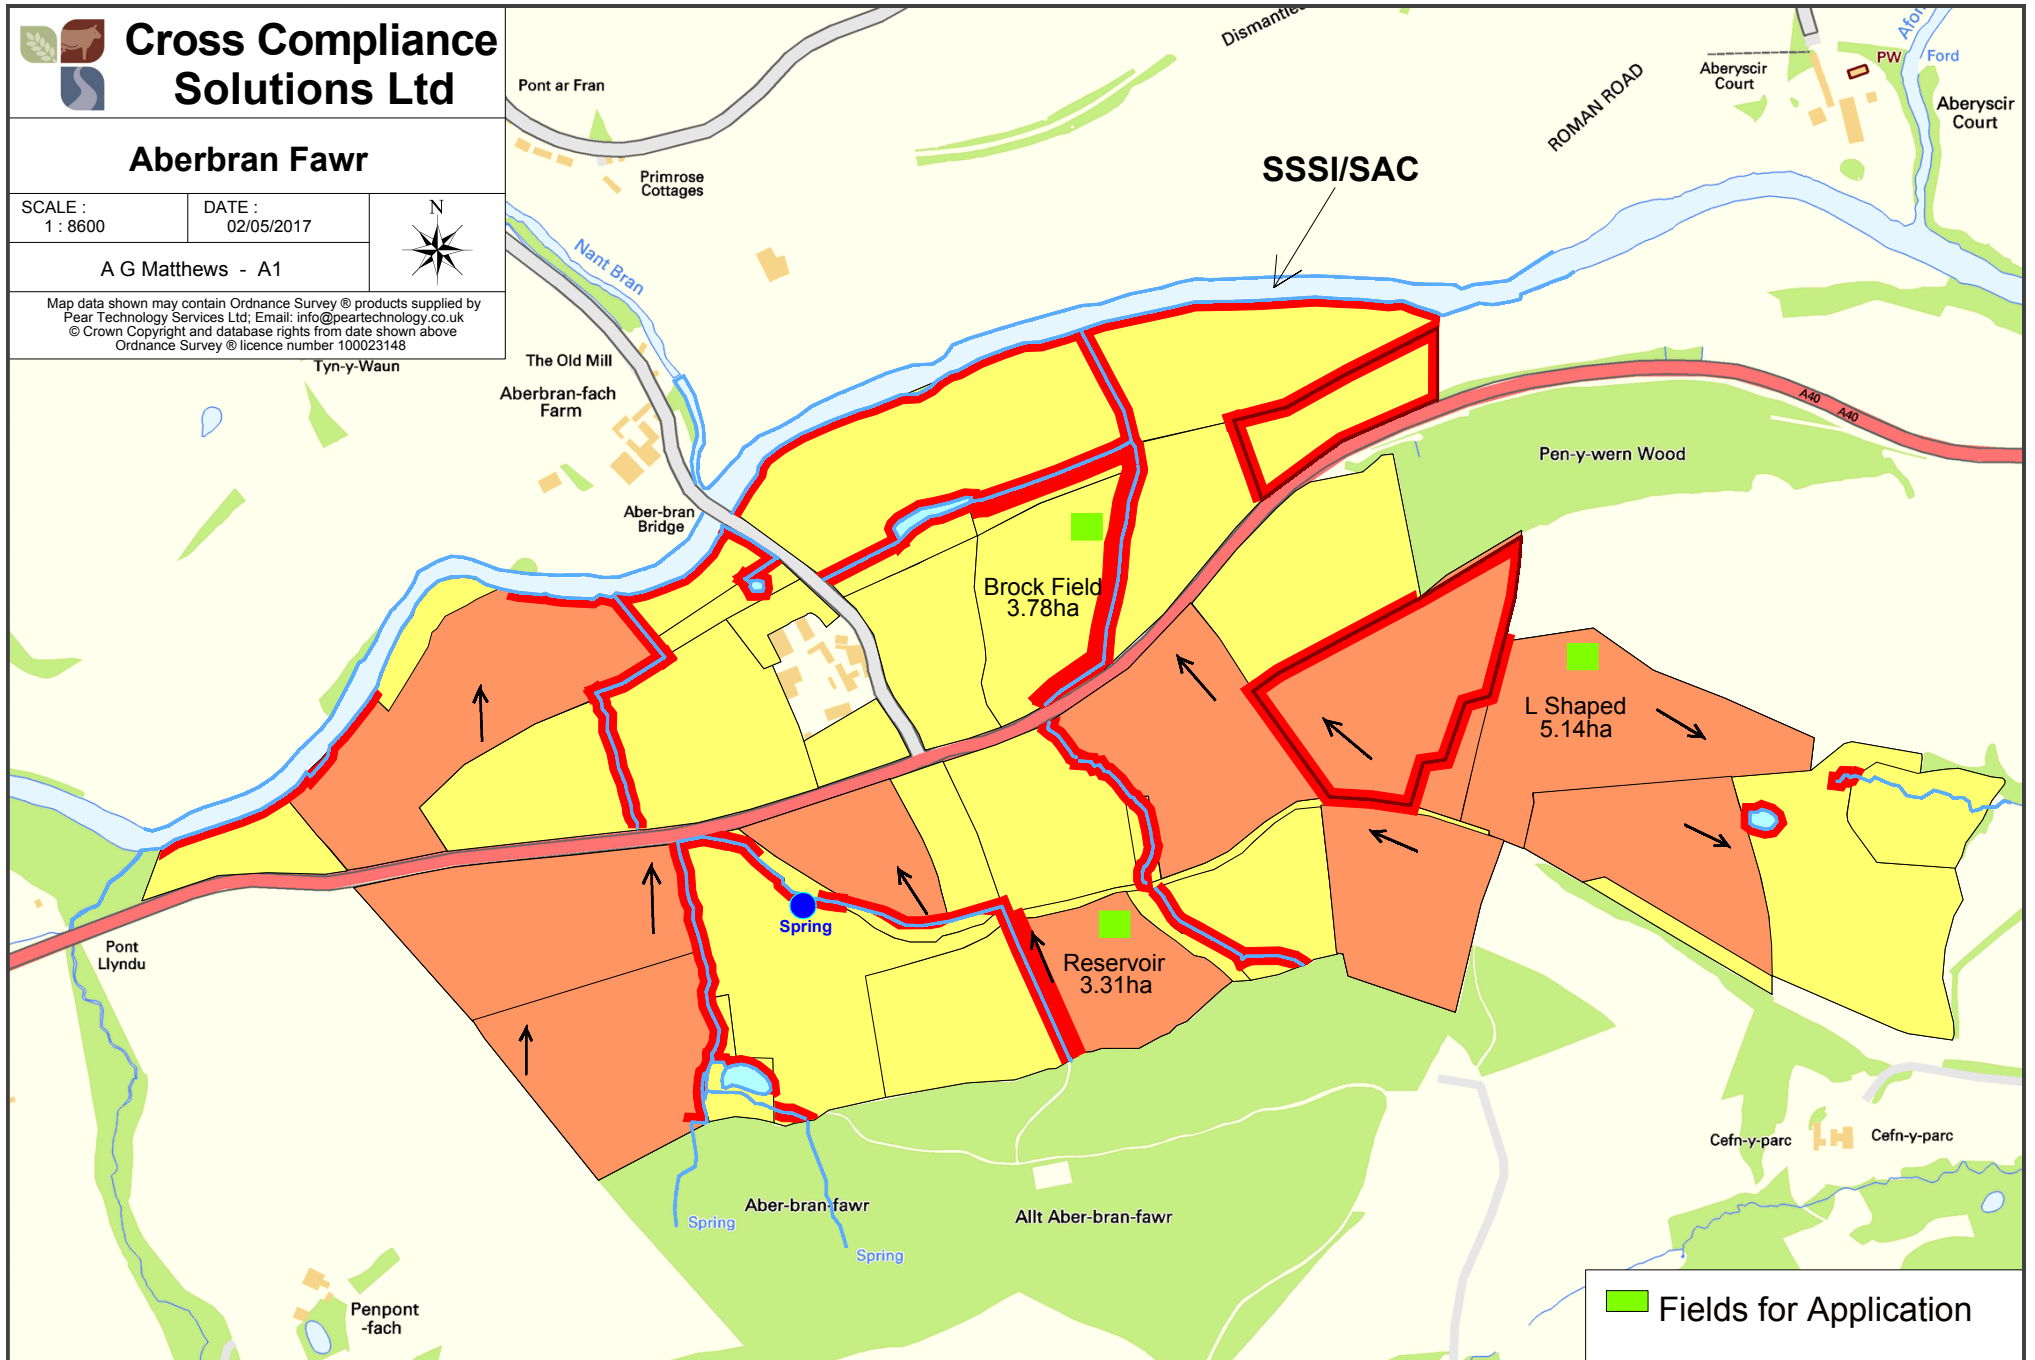 Cross Compliance
Solutions Ltd
Aberbran Fawr
SCALE :
1 : 8600
DATE :
02/05/2017
N
A G Matthews - A1
Map data shown may contain Ordnance Survey ® products supplied by
Pear Technology Services Ltd; Email: info@peartechnology.co.uk
© Crown Copyright and database rights from date shown above
Ordnance Survey ® licence number 100023148
Tyn-y-Waun
Pont ar Fran
Primrose
Cottages
Nant Bran
The Old Mill
Aberbran-fach
Farm
Aber-bran
Bridge
SSSI/SAC
ROMAN ROAD
Aberyscir
Court
PW
Ford
Aberyscir
Court
A40
A40
Pen-y-wern Wood
Brock Field
3.78ha
L Shaped
5.14ha
Spring
Reservoir
3.31ha
Pont
Llyndu
Aber-bran-fawr
Allt Aber-bran-fawr
Spring
Spring
Cefn-y-parc
Cefn-y-parc
Penpont
-fach
Fields for Application